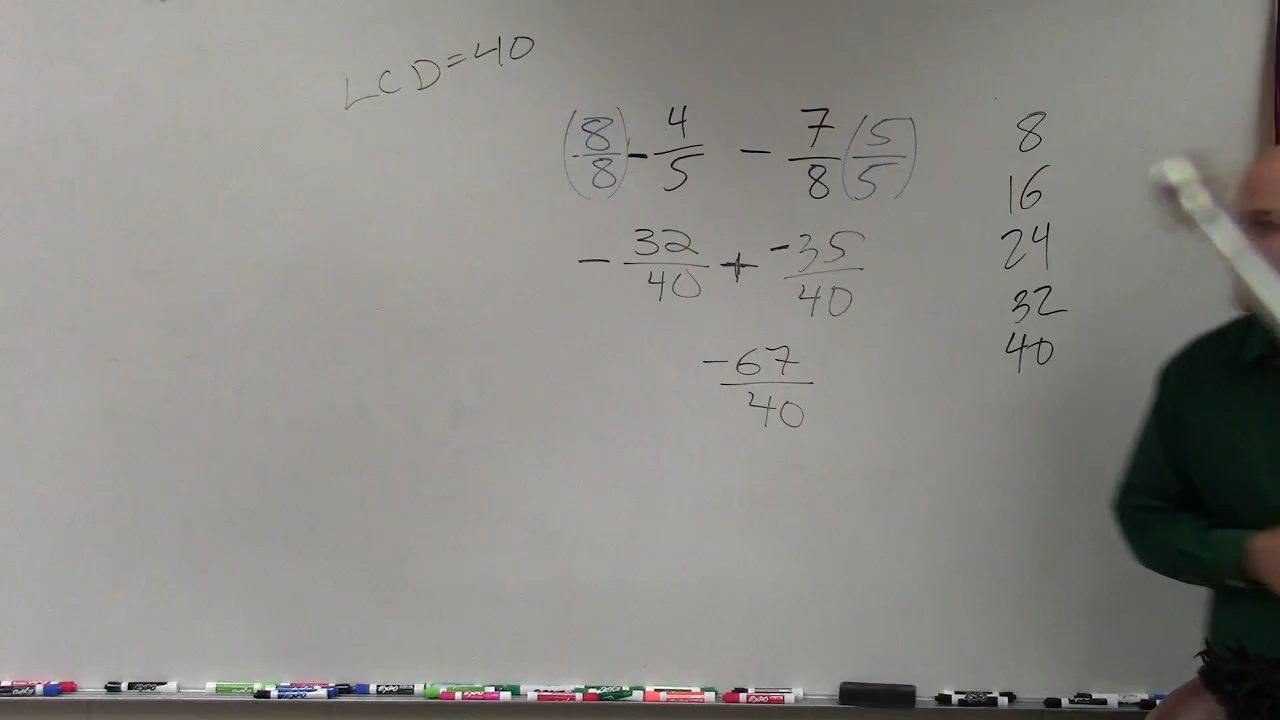 LCD=40
(8/8) - 4/5 - 7/8 (5/5)
- 32/40 + -35/40
-67/40
8
16
24
32
40